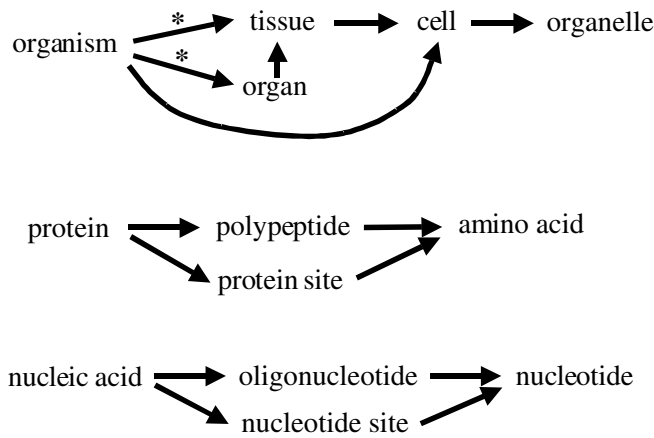 organism * tissue cell organelle
* organ
protein polypeptide amino acid
protein site
nucleic acid oligonucleotide nucleotide
nucleotide site